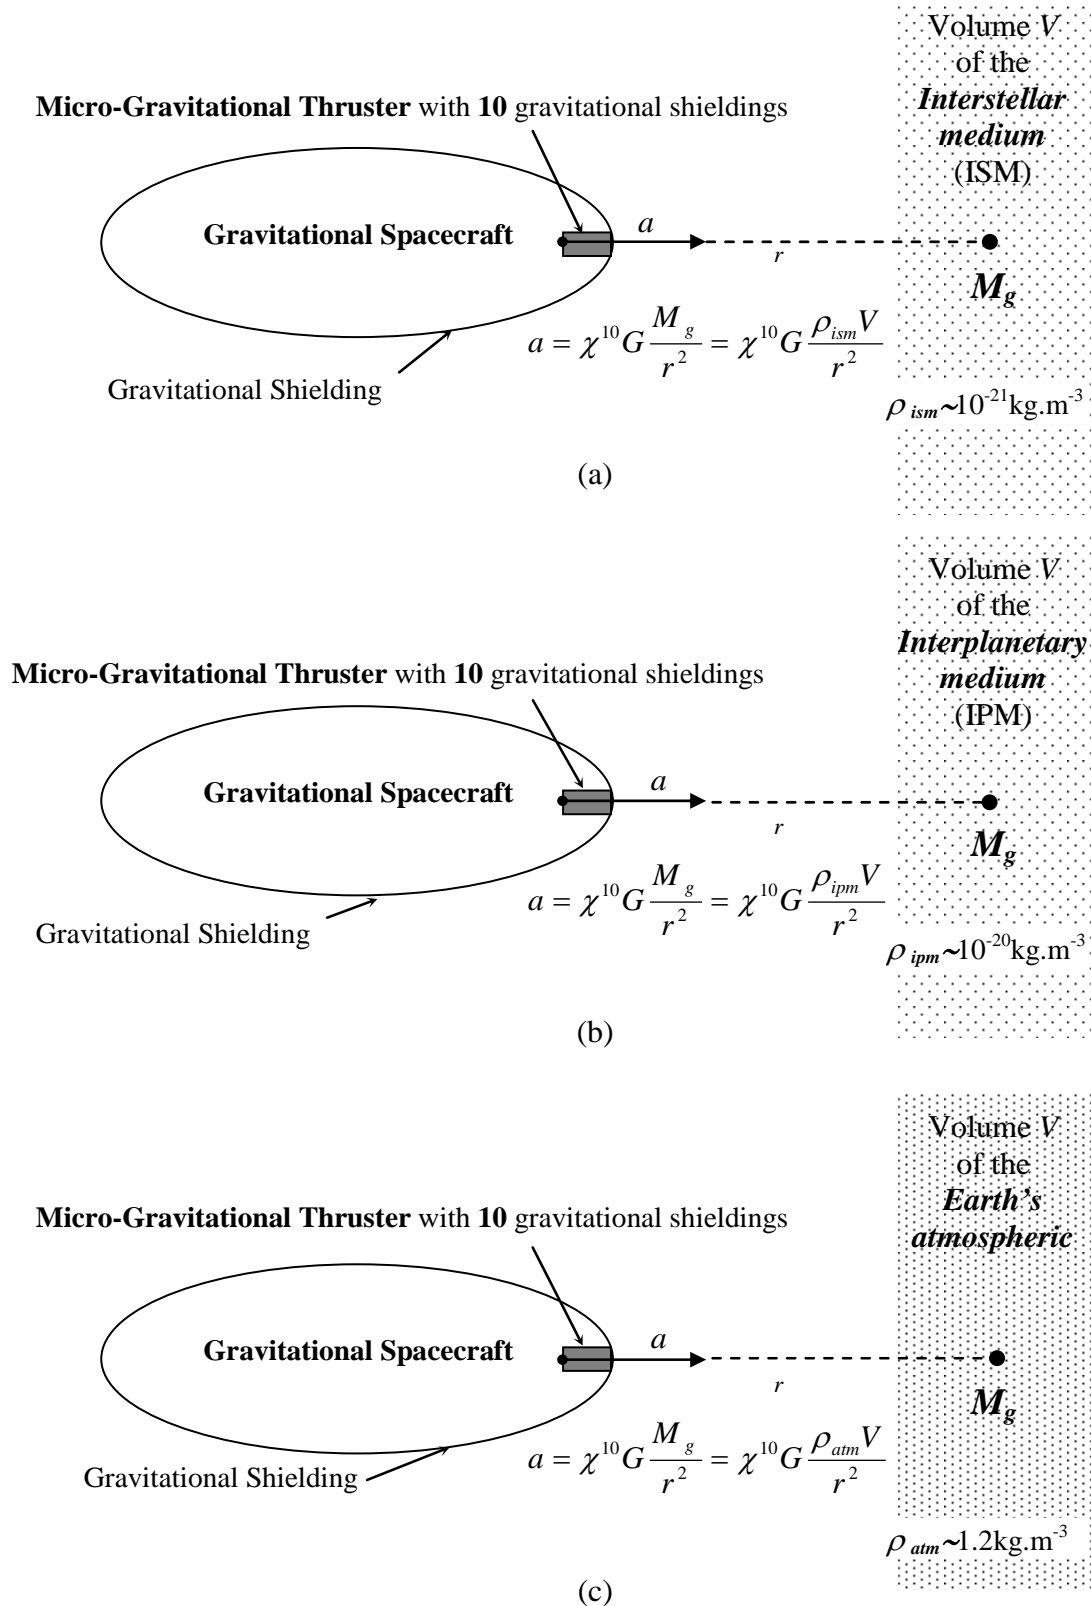 Volume V
of the
Interstellar
medium
(ISM)
Micro-Gravitational Thruster with 10 gravitational shieldings
Gravitational Spacecraft
a
r
M_g
a = χ^10 G M_g / r^2 = χ^10 G ρ_ism V / r^2
Gravitational Shielding
ρ_ism ~10^-21 kg.m^-3
(a)
Volume V
of the
Interplanetary
medium
(IPM)
Micro-Gravitational Thruster with 10 gravitational shieldings
Gravitational Spacecraft
a
r
M_g
a = χ^10 G M_g / r^2 = χ^10 G ρ_ipm V / r^2
Gravitational Shielding
ρ_ipm ~10^-20 kg.m^-3
(b)
Volume V
of the
Earth's
atmospheric
Micro-Gravitational Thruster with 10 gravitational shieldings
Gravitational Spacecraft
a
r
M_g
a = χ^10 G M_g / r^2 = χ^10 G ρ_atm V / r^2
Gravitational Shielding
ρ_atm ~1.2kg.m^-3
(c)